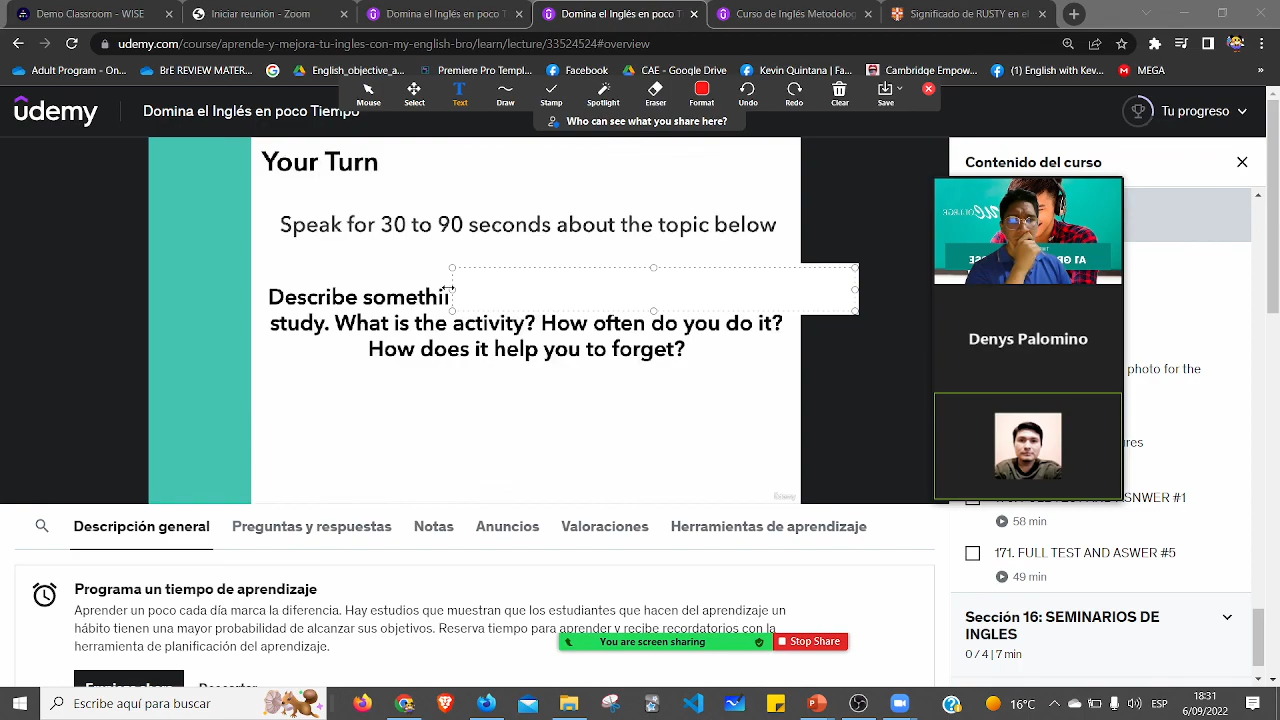 Demo Classroom - WISE
Inicio | Zoom
Domina el Inglés en poco T
Domina el Inglés en poco T
Curso de Inglés Metodolog
Significado de RUSTY en el
udemy.com/course/aprende-y-mejora-tu-ingles-con-my-english-bro/learn/lecture/33524524#overview
Adult Program - On...
BrE REVIEW MATER...
English_objective_a...
Premiere Pro Templ...
Facebook
CAE - Google Drive
Kevin Quintana | Fa...
Cambridge Empow...
(1) English with Kev...
MEGA
Mouse
Select
Text
Draw
Stamp
Spotlight
Eraser
Format
Undo
Redo
Clear
Save
Who can see what you share here?
ûdemy
Domina el Inglés en poco Tiempo
Tu progreso
Your Turn
Speak for 30 to 90 seconds about the topic below
Describe somethi
study. What is the activity? How often do you do it?
How does it help you to forget?
Udemy
Contenido del curso
Denys Palomino
photo for the
#1
58 min
171. FULL TEST AND ASWER #5
49 min
Sección 16: SEMINARIOS DE
INGLES
0 / 4 | 7 min
Descripción general
Preguntas y respuestas
Notas
Anuncios
Valoraciones
Herramientas de aprendizaje
Programa un tiempo de aprendizaje
Aprender un poco cada día marca la diferencia. Hay estudios que muestran que los estudiantes que hacen del aprendizaje un
hábito tienen una mayor probabilidad de alcanzar sus objetivos. Reserva tiempo para aprender y recibe recordatorios con la
herramienta de planificación del aprendizaje.
You are screen sharing
Stop Share
Escribe aquí para buscar
16°C
ESP
18:31
6/09/2022